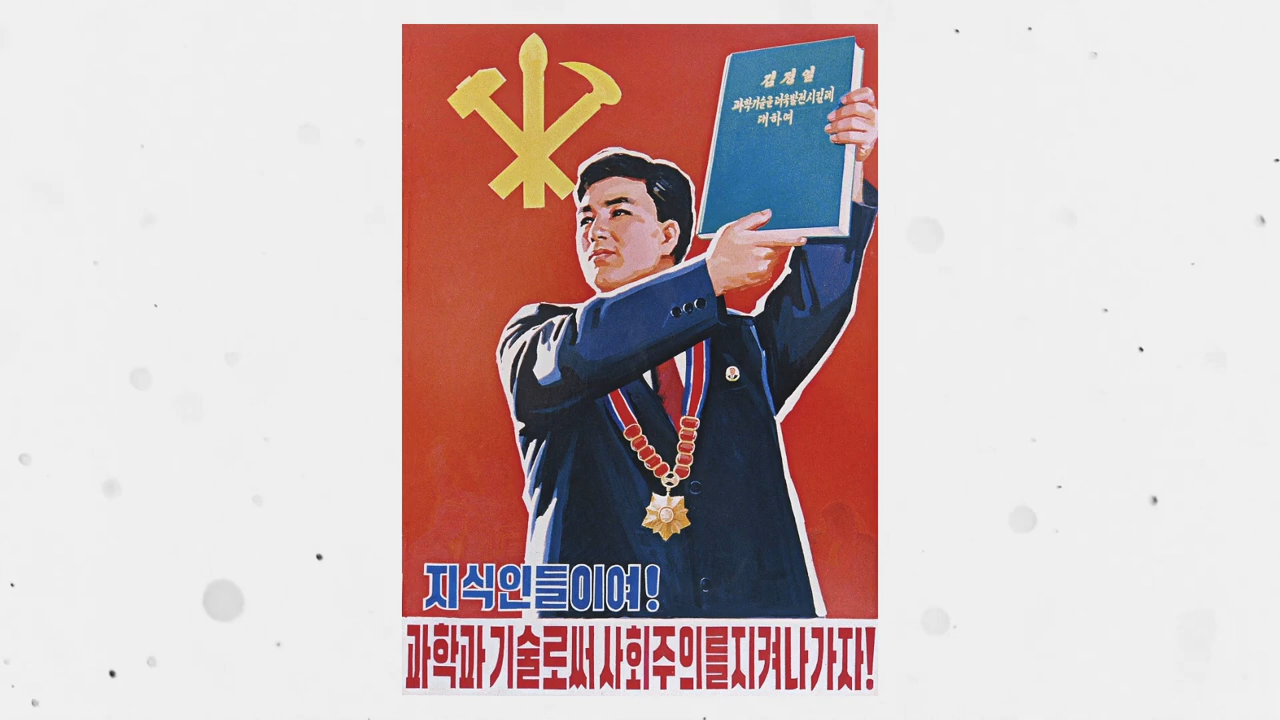 김정일
과학기술을 더욱발전시킬데
대하여
지식인들이여!
과학과 기술로써 사회주의를 지켜나가자!